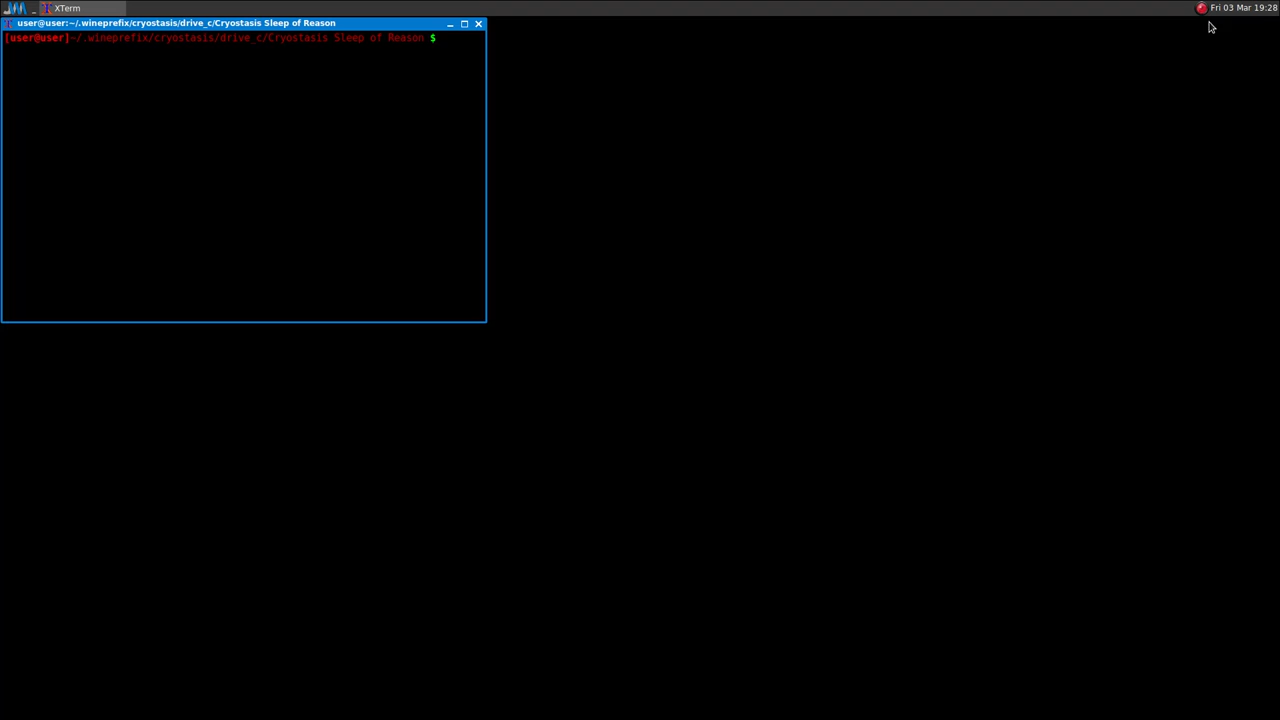 XTerm
Fri 03 Mar 19:28
user@user:~/.wineprefix/cryostasis/drive_c/Cryostasis Sleep of Reason
[user@user]~/.wineprefix/cryostasis/drive_c/Cryostasis Sleep of Reason $